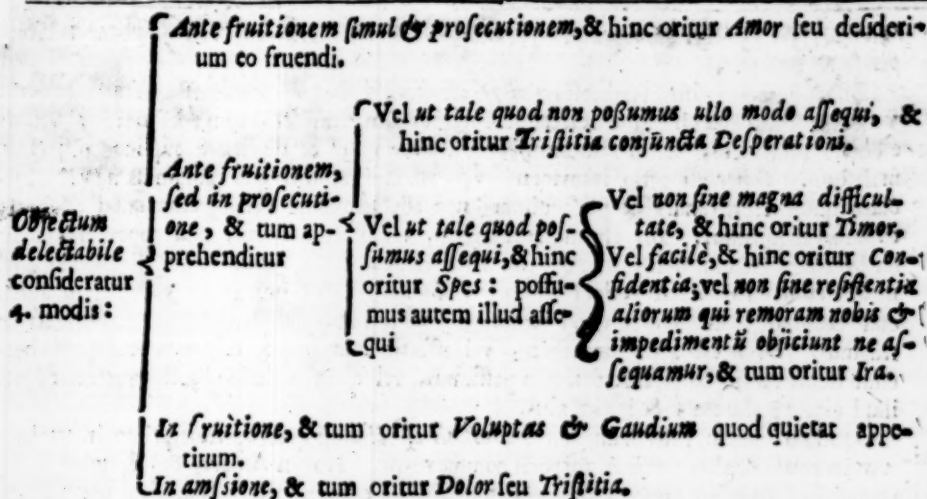 Ante fruitionem ſimul & proſecutionem, & hinc oritur Amor ſeu deſideri-
um eo fruendi.
Objectum
delectabile
conſideratur
4. modis:
Ante fruitionem,
ſed in proſecuti-
one, & tum ap-
prehenditur
Vel ut tale quod non poßumus ullo modo aſſequi, &
hinc oritur Triſtitia conjūncta Deſperationi.
Vel ut tale quod poſ-
ſumus aſſequi, & hinc
oritur Spes: poſſu-
mus autem illud aſſe-
qui
Vel non ſine magna difficul-
tate, & hinc oritur Timor.
Vel facilè, & hinc oritur Con-
fidentia; vel non ſine reſiſtentia
aliorum qui remoram nobis &
impedimentũ objiciunt ne aſ-
ſequamur, & tum oritur Ira.
In fruitione, & tum oritur Voluptas & Gaudium quod quietat appe-
titum.
In amſsione, & tum oritur Dolor ſeu Triſtitia.